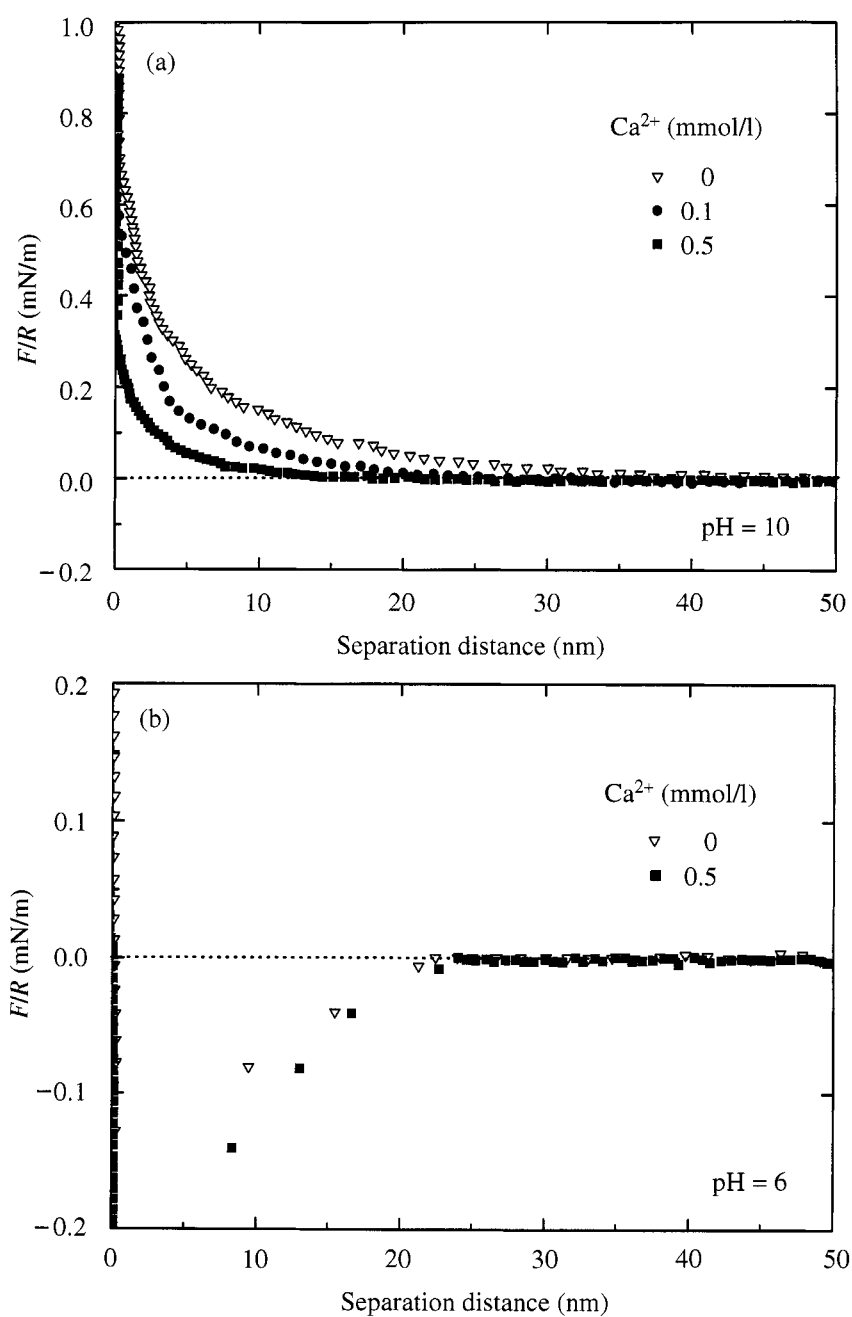 (a)
Ca²⁺ (mmol/l)
0
0.1
0.5
1.0
0.8
0.6
0.4
0.2
0.0
−0.2
F/R (mN/m)
pH = 10
0 10 20 30 40 50
Separation distance (nm)
(b)
Ca²⁺ (mmol/l)
0
0.5
0.2
0.1
0.0
−0.1
−0.2
F/R (mN/m)
pH = 6
0 10 20 30 40 50
Separation distance (nm)